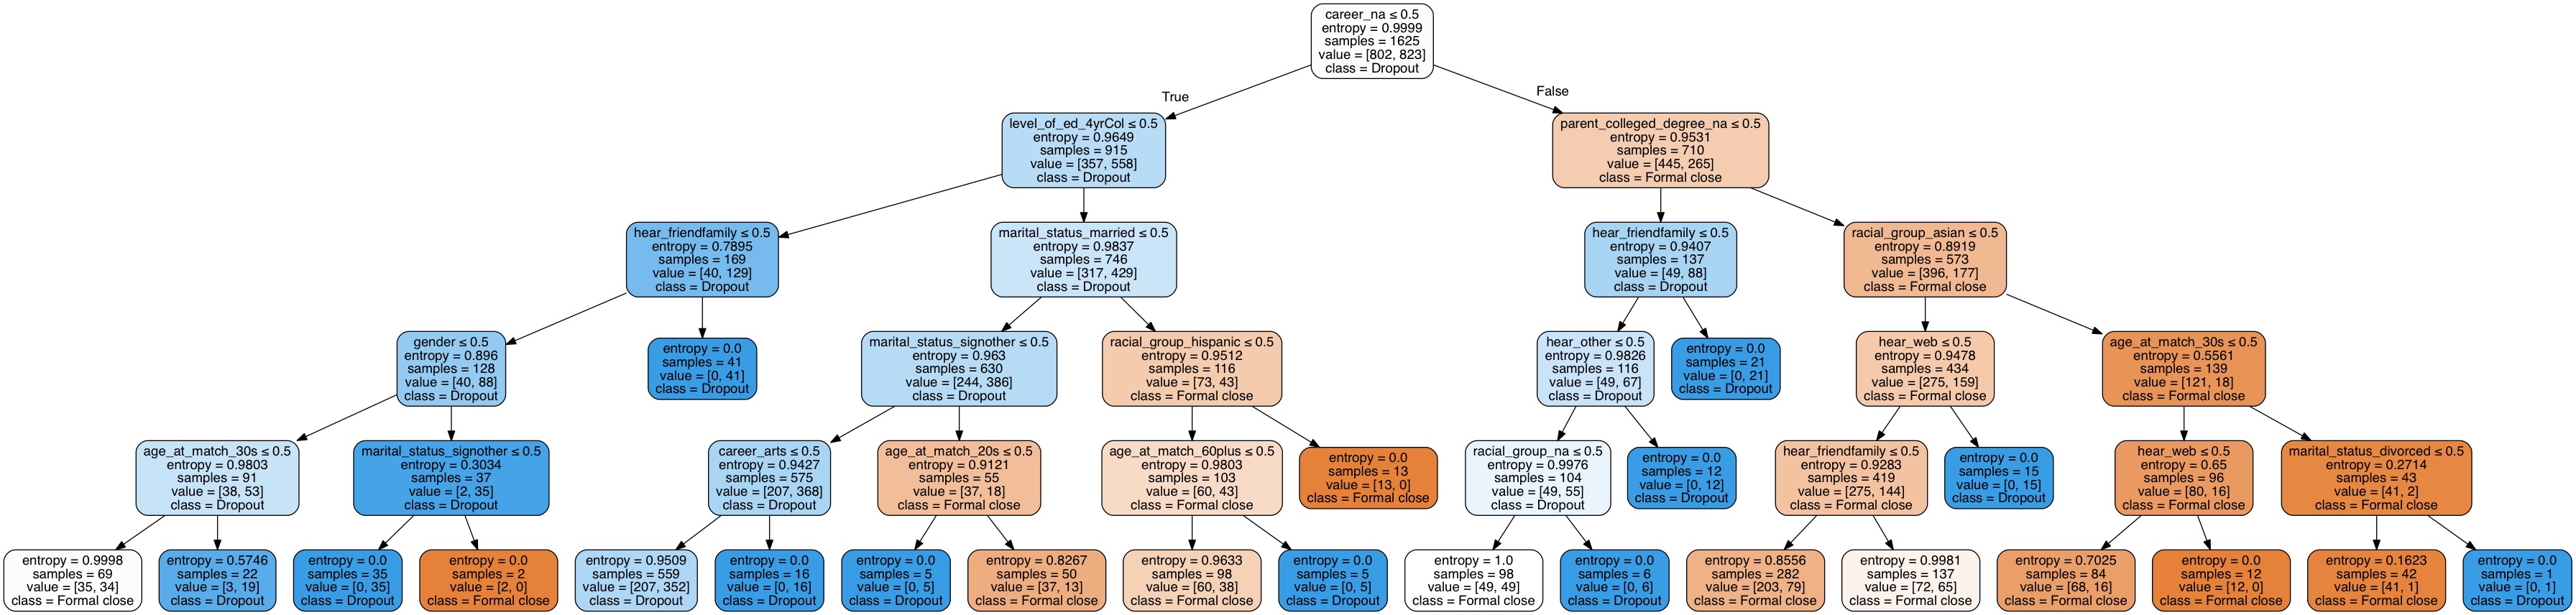 career_na ≤ 0.5
entropy = 0.9999
samples = 1625
value = [802, 823]
class = Dropout
True
False
level_of_ed_4yrCol ≤ 0.5
entropy = 0.9649
samples = 915
value = [357, 558]
class = Dropout
parent_colleged_degree_na ≤ 0.5
entropy = 0.9531
samples = 710
value = [445, 265]
class = Formal close
hear_friendfamily ≤ 0.5
entropy = 0.7895
samples = 169
value = [40, 129]
class = Dropout
marital_status_married ≤ 0.5
entropy = 0.9837
samples = 746
value = [317, 429]
class = Dropout
hear_friendfamily ≤ 0.5
entropy = 0.9407
samples = 137
value = [49, 88]
class = Dropout
racial_group_asian ≤ 0.5
entropy = 0.8919
samples = 573
value = [396, 177]
class = Formal close
gender ≤ 0.5
entropy = 0.896
samples = 128
value = [40, 88]
class = Dropout
entropy = 0.0
samples = 41
value = [0, 41]
class = Dropout
marital_status_signother ≤ 0.5
entropy = 0.963
samples = 630
value = [244, 386]
class = Dropout
racial_group_hispanic ≤ 0.5
entropy = 0.9512
samples = 116
value = [73, 43]
class = Formal close
hear_other ≤ 0.5
entropy = 0.9826
samples = 116
value = [49, 67]
class = Dropout
entropy = 0.0
samples = 21
value = [0, 21]
class = Dropout
hear_web ≤ 0.5
entropy = 0.9478
samples = 434
value = [275, 159]
class = Formal close
age_at_match_30s ≤ 0.5
entropy = 0.5561
samples = 139
value = [121, 18]
class = Formal close
age_at_match_30s ≤ 0.5
entropy = 0.9803
samples = 91
value = [38, 53]
class = Dropout
marital_status_signother ≤ 0.5
entropy = 0.3034
samples = 37
value = [2, 35]
class = Dropout
career_arts ≤ 0.5
entropy = 0.9427
samples = 575
value = [207, 368]
class = Dropout
age_at_match_20s ≤ 0.5
entropy = 0.9121
samples = 55
value = [37, 18]
class = Formal close
age_at_match_60plus ≤ 0.5
entropy = 0.9803
samples = 103
value = [60, 43]
class = Formal close
entropy = 0.0
samples = 13
value = [13, 0]
class = Formal close
racial_group_na ≤ 0.5
entropy = 0.9976
samples = 104
value = [49, 55]
class = Dropout
entropy = 0.0
samples = 12
value = [0, 12]
class = Dropout
hear_friendfamily ≤ 0.5
entropy = 0.9283
samples = 419
value = [275, 144]
class = Formal close
entropy = 0.0
samples = 15
value = [0, 15]
class = Dropout
hear_web ≤ 0.5
entropy = 0.65
samples = 96
value = [80, 16]
class = Formal close
marital_status_divorced ≤ 0.5
entropy = 0.2714
samples = 43
value = [41, 2]
class = Formal close
entropy = 0.9998
samples = 69
value = [35, 34]
class = Formal close
entropy = 0.5746
samples = 22
value = [3, 19]
class = Dropout
entropy = 0.0
samples = 35
value = [0, 35]
class = Dropout
entropy = 0.0
samples = 2
value = [2, 0]
class = Formal close
entropy = 0.9509
samples = 559
value = [207, 352]
class = Dropout
entropy = 0.0
samples = 16
value = [0, 16]
class = Dropout
entropy = 0.0
samples = 5
value = [0, 5]
class = Dropout
entropy = 0.8267
samples = 50
value = [37, 13]
class = Formal close
entropy = 0.9633
samples = 98
value = [60, 38]
class = Formal close
entropy = 0.0
samples = 5
value = [0, 5]
class = Dropout
entropy = 1.0
samples = 98
value = [49, 49]
class = Formal close
entropy = 0.0
samples = 6
value = [0, 6]
class = Dropout
entropy = 0.8556
samples = 282
value = [203, 79]
class = Formal close
entropy = 0.9981
samples = 137
value = [72, 65]
class = Formal close
entropy = 0.7025
samples = 84
value = [68, 16]
class = Formal close
entropy = 0.0
samples = 12
value = [12, 0]
class = Formal close
entropy = 0.1623
samples = 42
value = [41, 1]
class = Formal close
entropy = 0.0
samples = 1
value = [0, 1]
class = Dropout